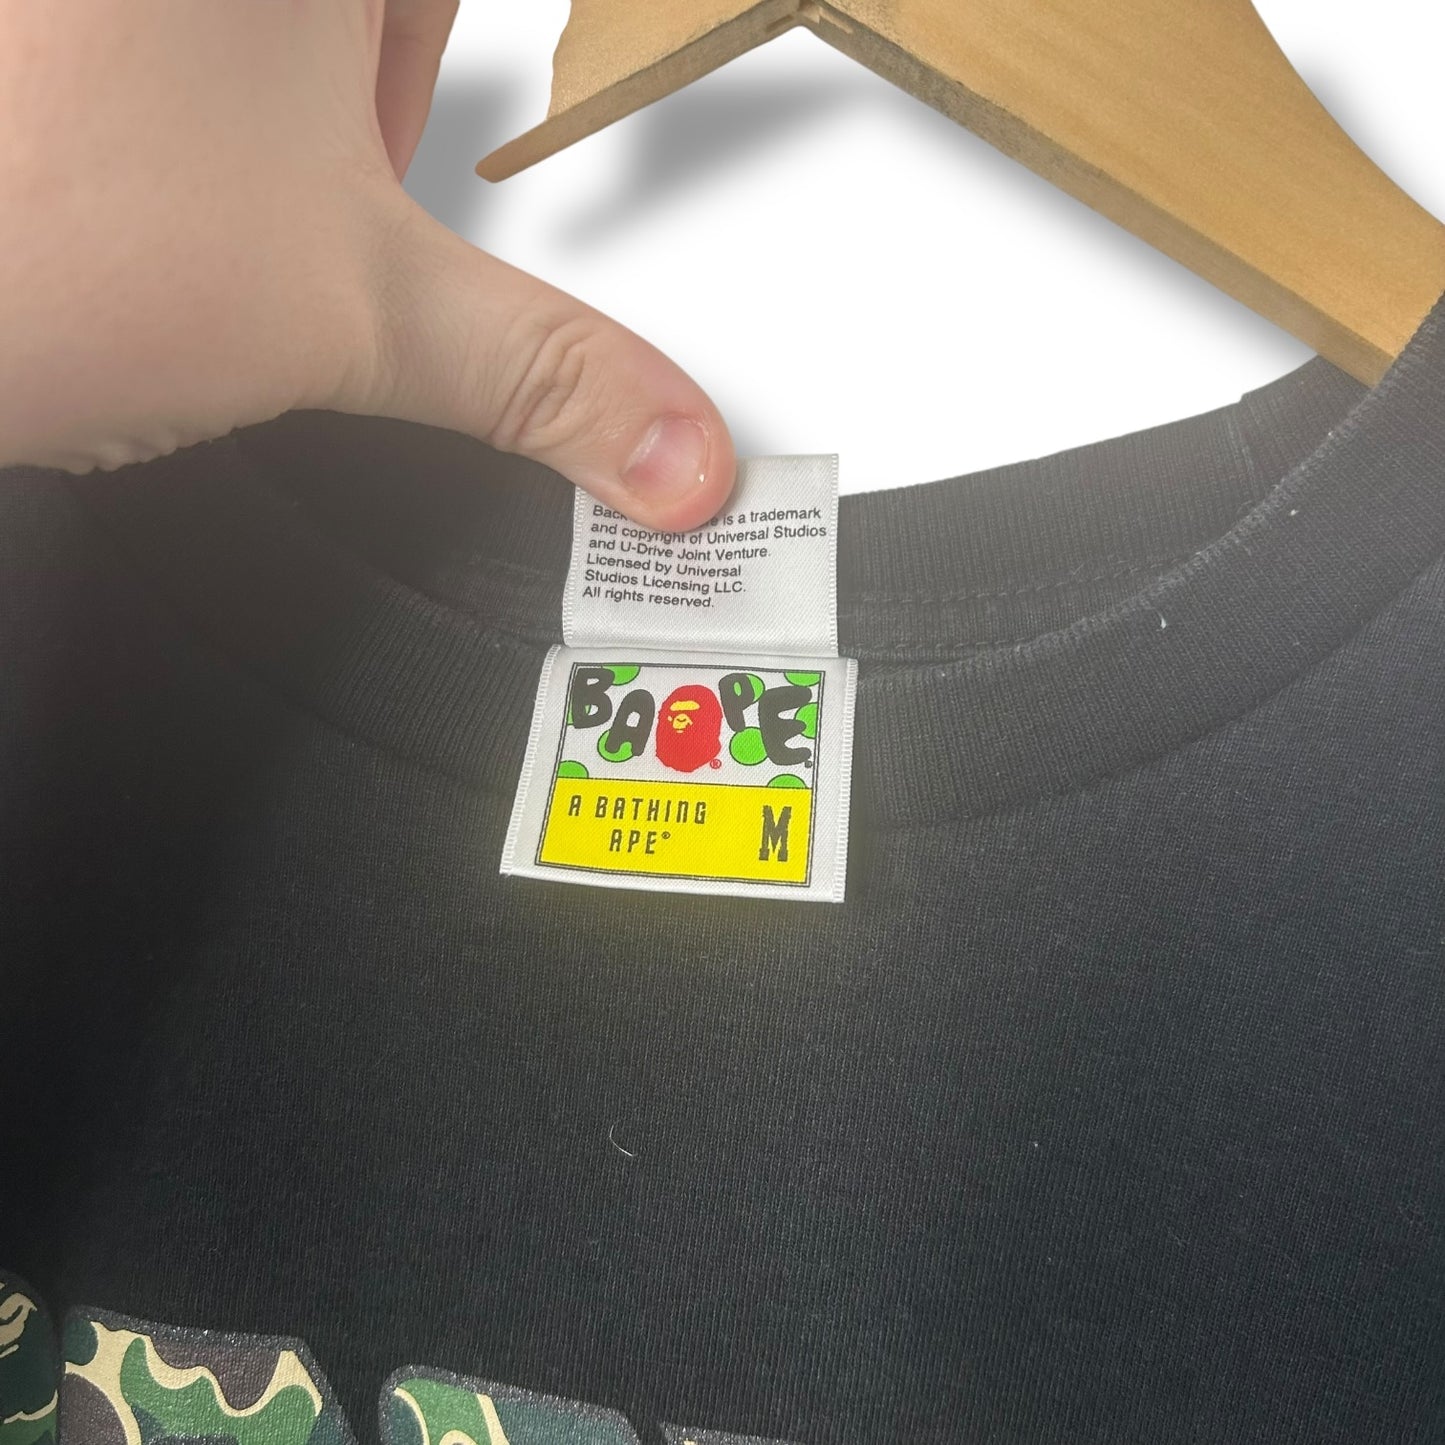 Back is a trademark
and copyright of Universal Studios
and U-Drive Joint Venture.
Licensed by Universal
Studios Licensing LLC.
All rights reserved.
BAPE®
A BATHING
APE®
M